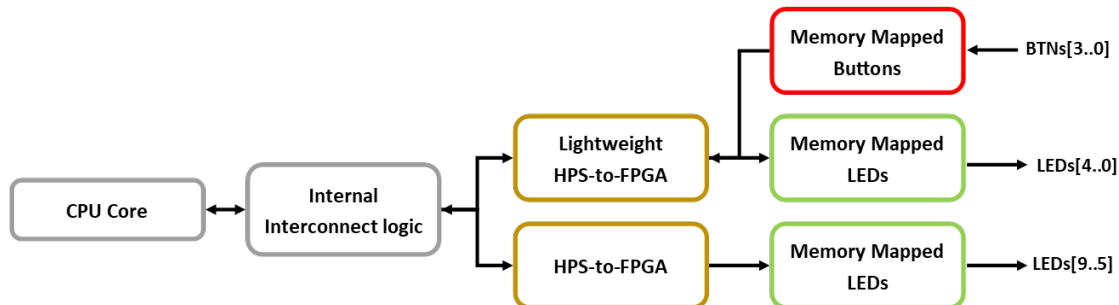 Memory Mapped
Buttons
BTNs[3..0]
Lightweight
HPS-to-FPGA
Memory Mapped
LEDs
LEDs[4..0]
CPU Core
Internal
Interconnect logic
HPS-to-FPGA
Memory Mapped
LEDs
LEDs[9..5]